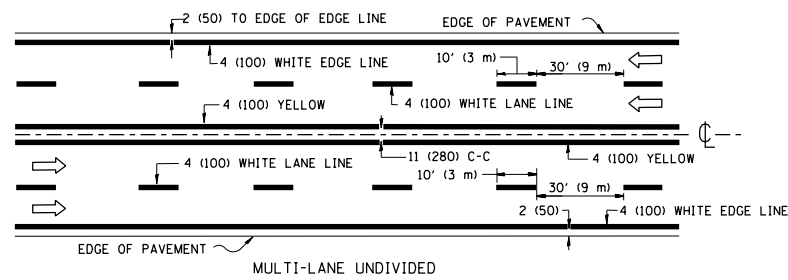 2 (50) TO EDGE OF EDGE LINE
EDGE OF PAVEMENT
4 (100) WHITE EDGE LINE
10' (3 m)
30' (9 m)
4 (100) YELLOW
4 (100) WHITE LANE LINE
℄
4 (100) WHITE LANE LINE
11 (280) C-C
4 (100) YELLOW
10' (3 m)
30' (9 m)
2 (50)
4 (100) WHITE EDGE LINE
EDGE OF PAVEMENT
MULTI-LANE UNDIVIDED